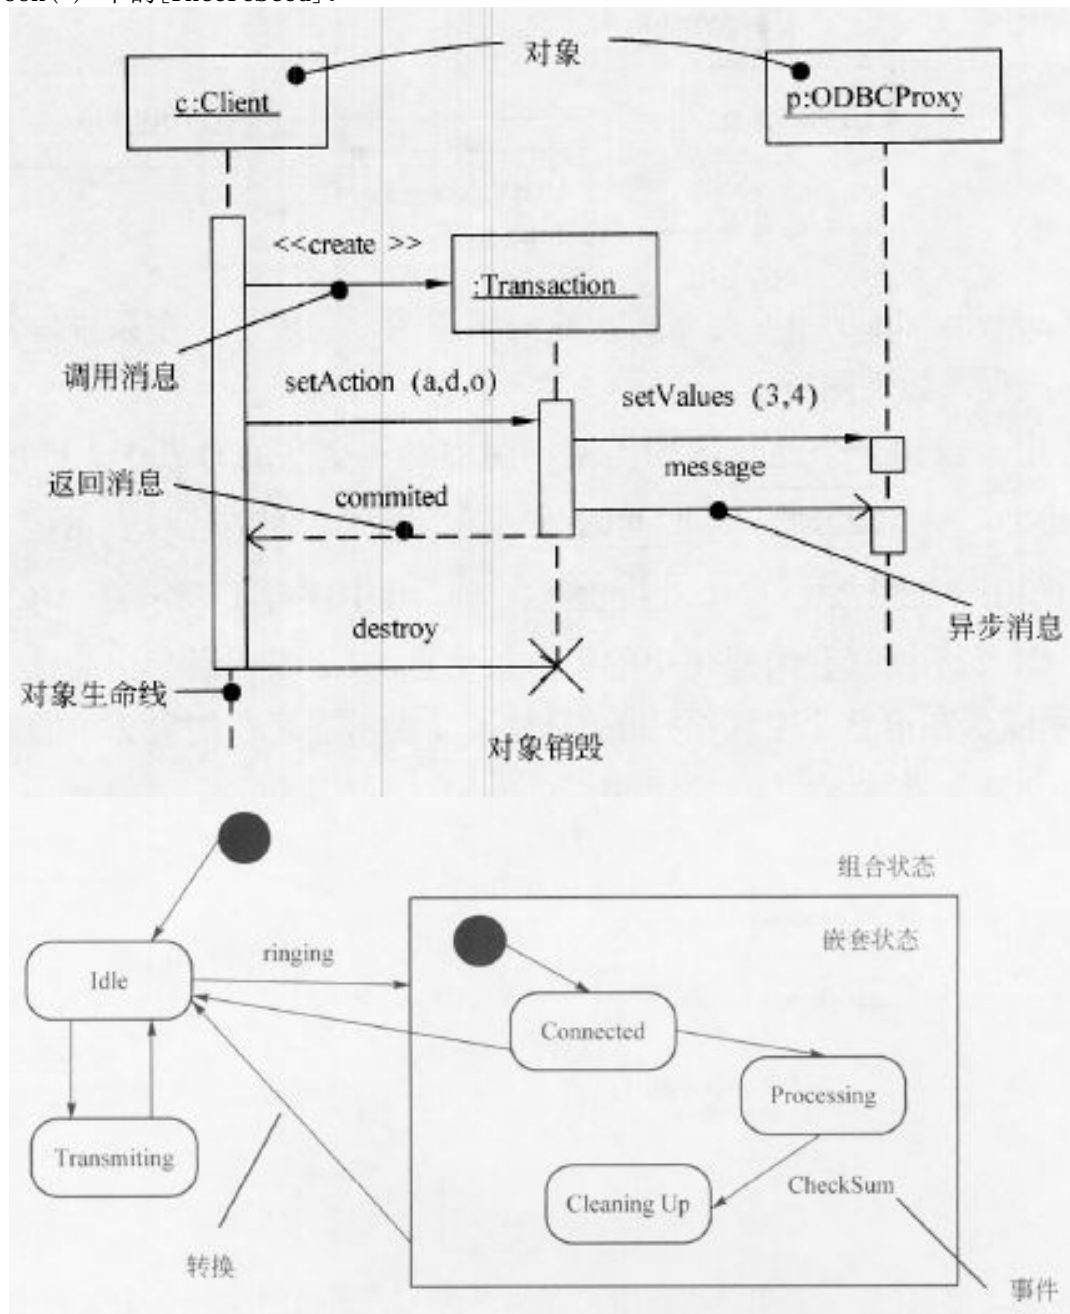 对象
c:Client
p:ODBCProxy
<<create >>
:Transaction
调用消息
setAction (a,d,o)
setValues (3,4)
返回消息
commited
message
异步消息
destroy
对象生命线
对象销毁
组合状态
嵌套状态
ringing
Idle
Connected
Processing
Transmiting
Cleaning Up
CheckSum
转换
事件